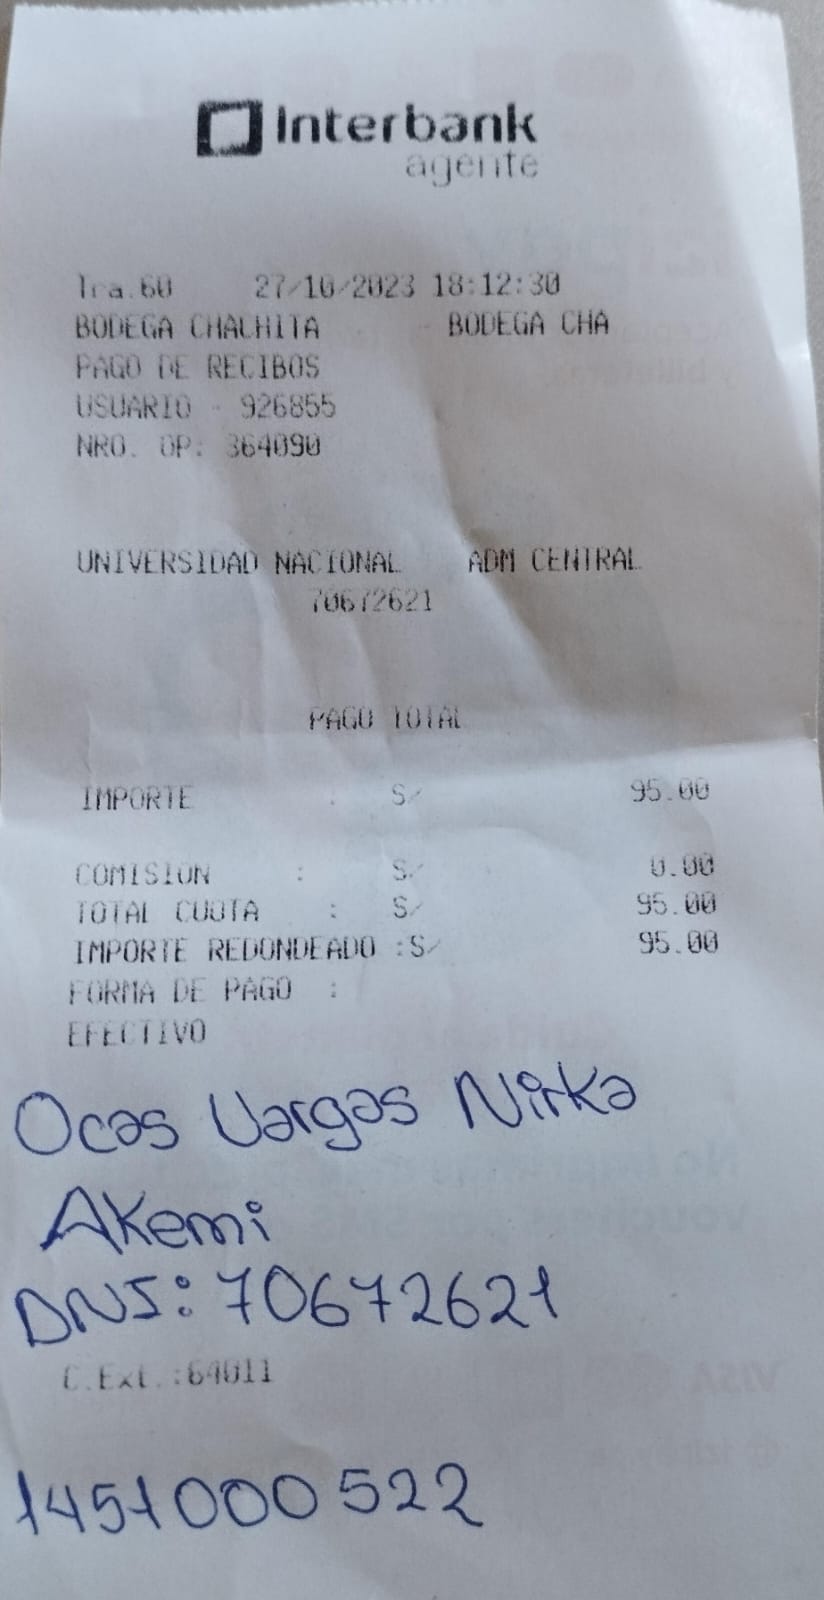 Interbank
agente
Tra.60 27/10/2023 18:12:30
BODEGA CHACHITA - BODEGA CHA
PAGO DE RECIBOS
USUARIO - 926855
NRO. OP: 364090
UNIVERSIDAD NACIONAL ADM CENTRAL
70672621
PAGO TOTAL
IMPORTE : S/ 95.00
COMISION : S/ 0.00
TOTAL CUOTA : S/ 95.00
IMPORTE REDONDEADO :S/ 95.00
FORMA DE PAGO :
EFECTIVO
Ocas Vargas Nirka
Akemi
DNI: 70672621
C.Ext.:64011
1451000522